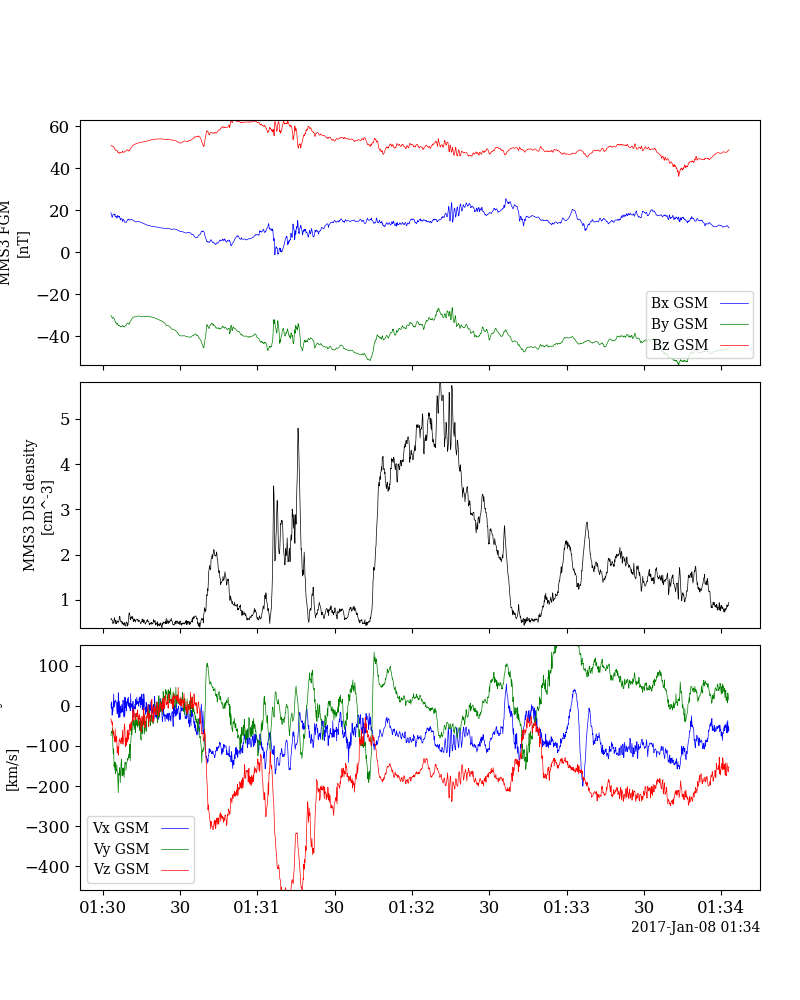 60
40
20
0
−20
−40
MMS3 FGM
[nT]
Bx GSM
By GSM
Bz GSM
5
4
3
2
1
MMS3 DIS density
[cm^-3]
100
0
−100
−200
−300
−400
[km/s]
Vx GSM
Vy GSM
Vz GSM
01:30 30 01:31 30 01:32 30 01:33 30 01:34
2017-Jan-08 01:34